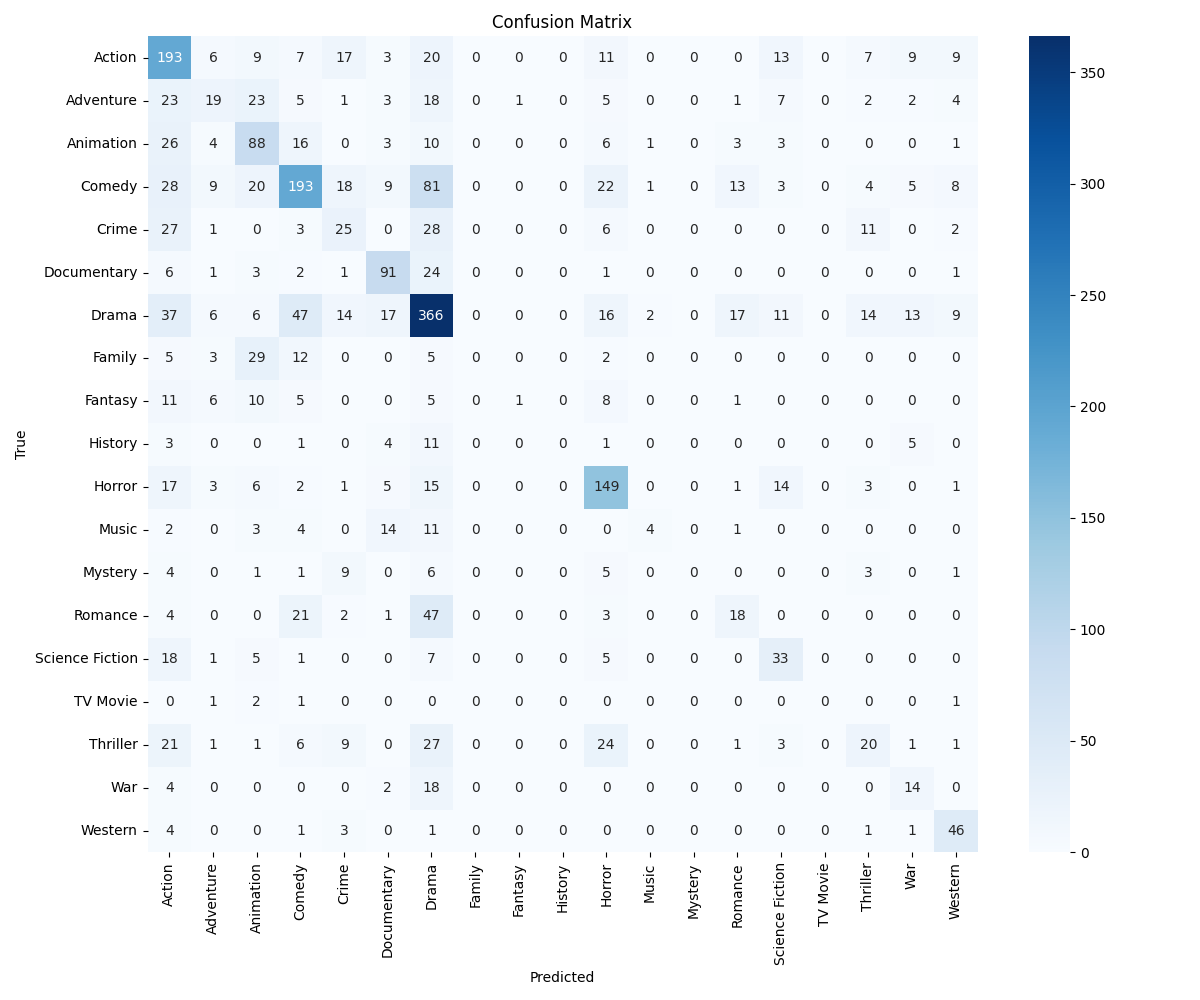 Confusion Matrix
Action 193 6 9 7 17 3 20 0 0 0 11 0 0 0 13 0 7 9 9
Adventure 23 19 23 5 1 3 18 0 1 0 5 0 0 1 7 0 2 2 4
Animation 26 4 88 16 0 3 10 0 0 0 6 1 0 3 3 0 0 0 1
Comedy 28 9 20 193 18 9 81 0 0 0 22 1 0 13 3 0 4 5 8
Crime 27 1 0 3 25 0 28 0 0 0 6 0 0 0 0 0 11 0 2
Documentary 6 1 3 2 1 91 24 0 0 0 1 0 0 0 0 0 0 0 1
Drama 37 6 6 47 14 17 366 0 0 0 16 2 0 17 11 0 14 13 9
Family 5 3 29 12 0 0 5 0 0 0 2 0 0 0 0 0 0 0 0
Fantasy 11 6 10 5 0 0 5 0 1 0 8 0 0 1 0 0 0 0 0
History 3 0 0 1 0 4 11 0 0 0 1 0 0 0 0 0 0 5 0
Horror 17 3 6 2 1 5 15 0 0 0 149 0 0 1 14 0 3 0 1
Music 2 0 3 4 0 14 11 0 0 0 0 4 0 1 0 0 0 0 0
Mystery 4 0 1 1 9 0 6 0 0 0 5 0 0 0 0 0 3 0 1
Romance 4 0 0 21 2 1 47 0 0 0 3 0 0 18 0 0 0 0 0
Science Fiction 18 1 5 1 0 0 7 0 0 0 5 0 0 0 33 0 0 0 0
TV Movie 0 1 2 1 0 0 0 0 0 0 0 0 0 0 0 0 0 0 1
Thriller 21 1 1 6 9 0 27 0 0 0 24 0 0 1 3 0 20 1 1
War 4 0 0 0 0 2 18 0 0 0 0 0 0 0 0 0 0 14 0
Western 4 0 0 1 3 0 1 0 0 0 0 0 0 0 0 0 1 1 46
True
Action
Adventure
Animation
Comedy
Crime
Documentary
Drama
Family
Fantasy
History
Horror
Music
Mystery
Romance
Science Fiction
TV Movie
Thriller
War
Western
Predicted
350
300
250
200
150
100
50
0